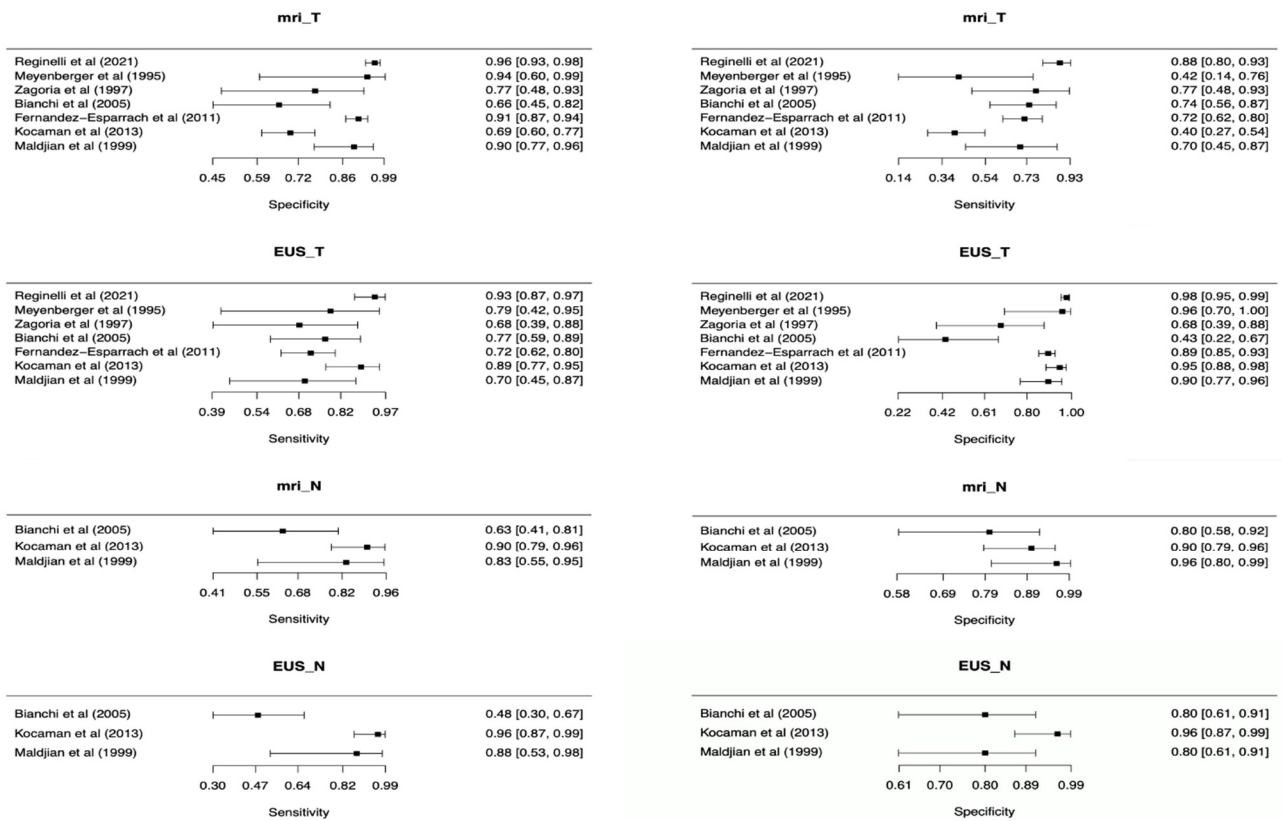 mri_T
Reginelli et al (2021) 0.96 [0.93, 0.98]
Meyenberger et al (1995) 0.94 [0.60, 0.99]
Zagoria et al (1997) 0.77 [0.48, 0.93]
Bianchi et al (2005) 0.66 [0.45, 0.82]
Fernandez−Esparrach et al (2011) 0.91 [0.87, 0.94]
Kocaman et al (2013) 0.69 [0.60, 0.77]
Maldjian et al (1999) 0.90 [0.77, 0.96]
0.45 0.59 0.72 0.86 0.99
Specificity
mri_T
Reginelli et al (2021) 0.88 [0.80, 0.93]
Meyenberger et al (1995) 0.42 [0.14, 0.76]
Zagoria et al (1997) 0.77 [0.48, 0.93]
Bianchi et al (2005) 0.74 [0.56, 0.87]
Fernandez−Esparrach et al (2011) 0.72 [0.62, 0.80]
Kocaman et al (2013) 0.40 [0.27, 0.54]
Maldjian et al (1999) 0.70 [0.45, 0.87]
0.14 0.34 0.54 0.73 0.93
Sensitivity
EUS_T
Reginelli et al (2021) 0.93 [0.87, 0.97]
Meyenberger et al (1995) 0.79 [0.42, 0.95]
Zagoria et al (1997) 0.68 [0.39, 0.88]
Bianchi et al (2005) 0.77 [0.59, 0.89]
Fernandez−Esparrach et al (2011) 0.72 [0.62, 0.80]
Kocaman et al (2013) 0.89 [0.77, 0.95]
Maldjian et al (1999) 0.70 [0.45, 0.87]
0.39 0.54 0.68 0.82 0.97
Sensitivity
EUS_T
Reginelli et al (2021) 0.98 [0.95, 0.99]
Meyenberger et al (1995) 0.96 [0.70, 1.00]
Zagoria et al (1997) 0.68 [0.39, 0.88]
Bianchi et al (2005) 0.43 [0.22, 0.67]
Fernandez−Esparrach et al (2011) 0.89 [0.85, 0.93]
Kocaman et al (2013) 0.95 [0.88, 0.98]
Maldjian et al (1999) 0.90 [0.77, 0.96]
0.22 0.42 0.61 0.80 1.00
Specificity
mri_N
Bianchi et al (2005) 0.63 [0.41, 0.81]
Kocaman et al (2013) 0.90 [0.79, 0.96]
Maldjian et al (1999) 0.83 [0.55, 0.95]
0.41 0.55 0.68 0.82 0.96
Sensitivity
mri_N
Bianchi et al (2005) 0.80 [0.58, 0.92]
Kocaman et al (2013) 0.90 [0.79, 0.96]
Maldjian et al (1999) 0.96 [0.80, 0.99]
0.58 0.69 0.79 0.89 0.99
Specificity
EUS_N
Bianchi et al (2005) 0.48 [0.30, 0.67]
Kocaman et al (2013) 0.96 [0.87, 0.99]
Maldjian et al (1999) 0.88 [0.53, 0.98]
0.30 0.47 0.64 0.82 0.99
Sensitivity
EUS_N
Bianchi et al (2005) 0.80 [0.61, 0.91]
Kocaman et al (2013) 0.96 [0.87, 0.99]
Maldjian et al (1999) 0.80 [0.61, 0.91]
0.61 0.70 0.80 0.89 0.99
Specificity